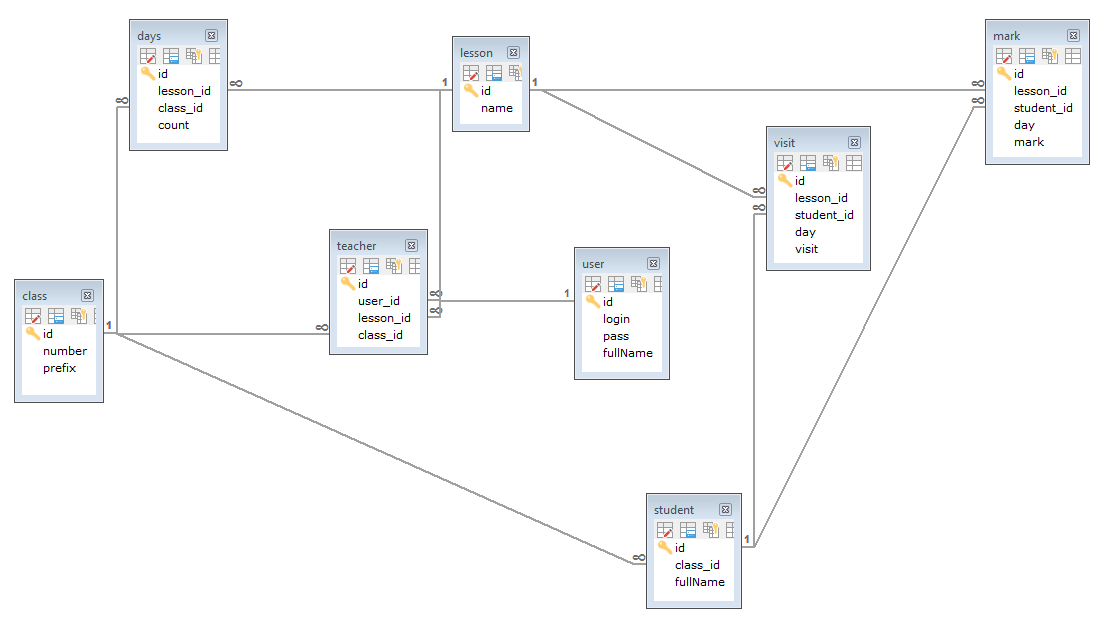 days
id
lesson_id
class_id
count
lesson
id
name
mark
id
lesson_id
student_id
day
mark
visit
id
lesson_id
student_id
day
visit
teacher
id
user_id
lesson_id
class_id
user
id
login
pass
fullName
class
id
number
prefix
student
id
class_id
fullName
∞
∞
1
1
∞
∞
∞
∞
∞
∞
1
1
∞
∞
1